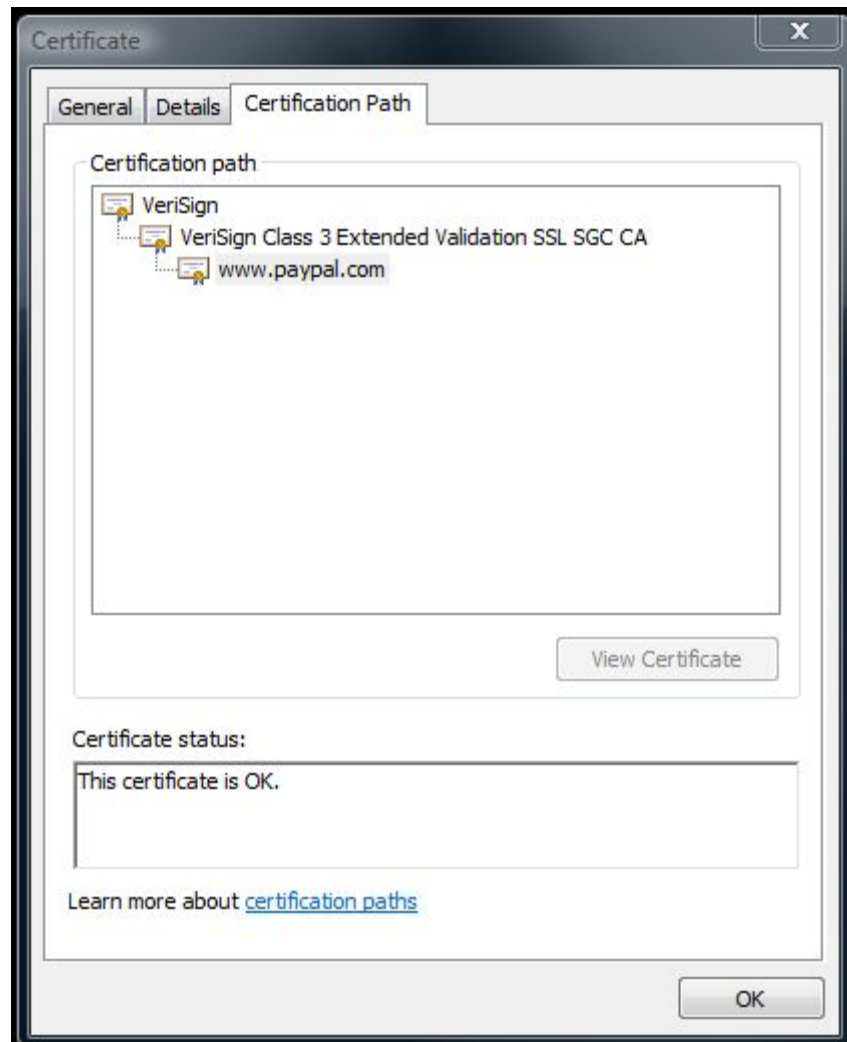 Certificate
General Details Certification Path
Certification path
VeriSign
VeriSign Class 3 Extended Validation SSL SGC CA
www.paypal.com
View Certificate
Certificate status:
This certificate is OK.
Learn more about certification paths
OK